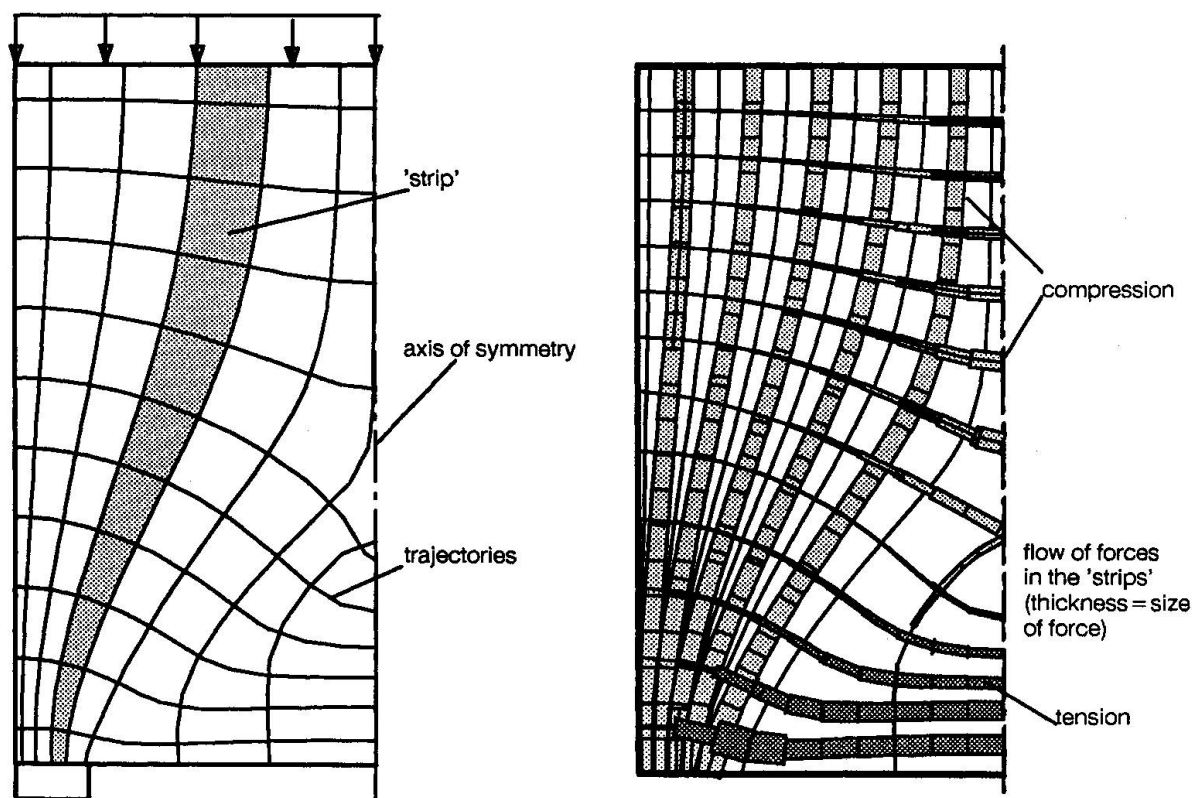 'strip'
axis of symmetry
trajectories
compression
flow of forces
in the 'strips'
(thickness = size
of force)
tension